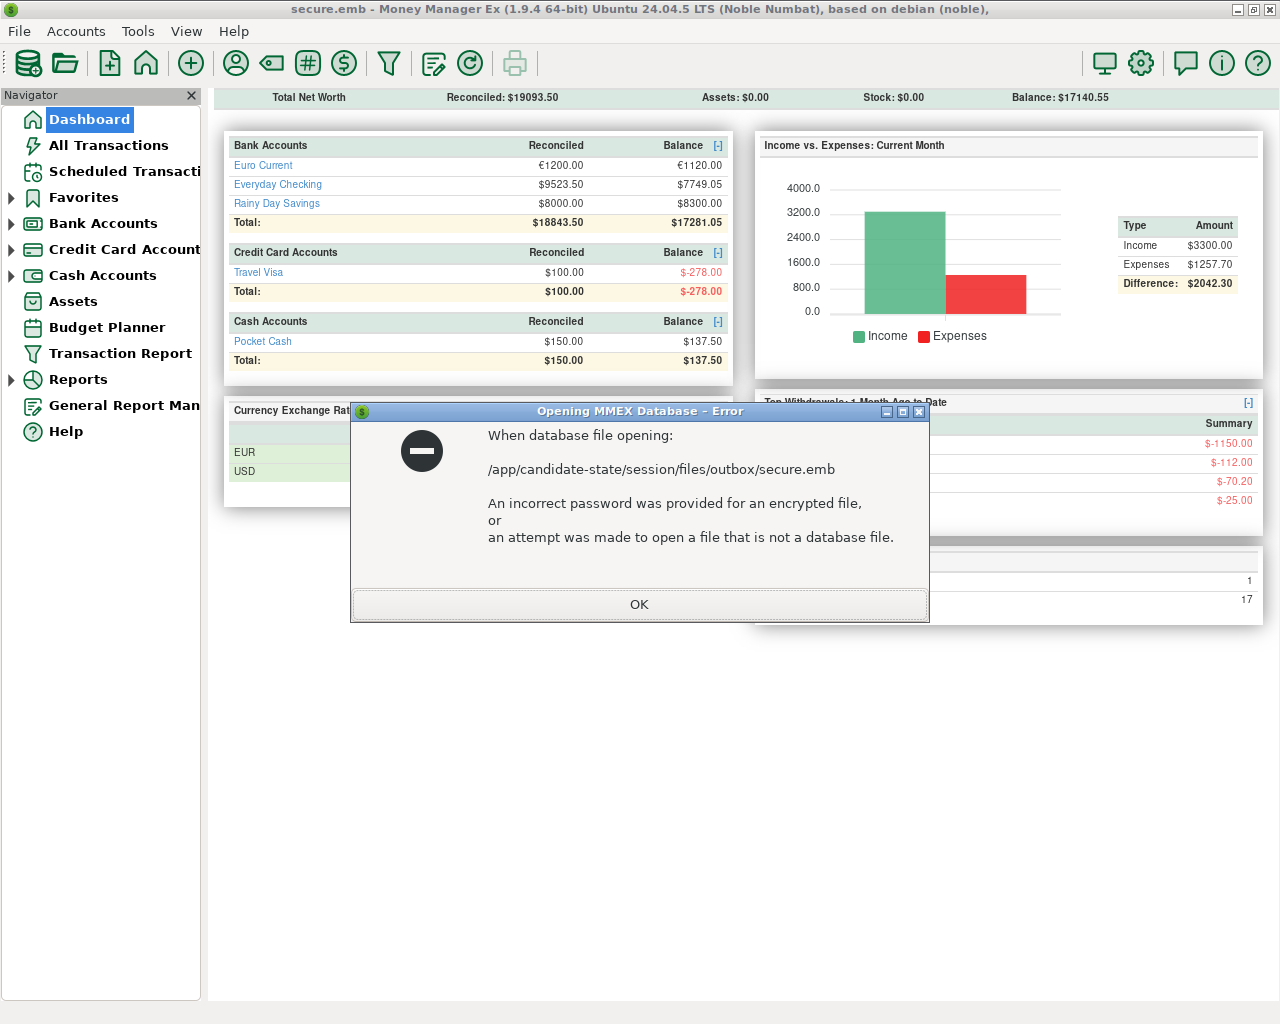 secure.emb - Money Manager Ex (1.9.4 64-bit) Ubuntu 24.04.5 LTS (Noble Numbat), based on debian (noble),
File Accounts Tools View Help
Navigator
Dashboard
All Transactions
Scheduled Transacti
Favorites
Bank Accounts
Credit Card Account
Cash Accounts
Assets
Budget Planner
Transaction Report
Reports
General Report Man
Help
Total Net Worth Reconciled: $19093.50 Assets: $0.00 Stock: $0.00 Balance: $17140.55
Bank Accounts Reconciled Balance [-]
Euro Current €1200.00 €1120.00
Everyday Checking $9523.50 $7749.05
Rainy Day Savings $8000.00 $8300.00
Total: $18843.50 $17281.05
Credit Card Accounts Reconciled Balance [-]
Travel Visa $100.00 $-278.00
Total: $100.00 $-278.00
Cash Accounts Reconciled Balance [-]
Pocket Cash $150.00 $137.50
Total: $150.00 $137.50
Income vs. Expenses: Current Month
4000.0
3200.0
2400.0
1600.0
800.0
0.0
Income Expenses
Type Amount
Income $3300.00
Expenses $1257.70
Difference: $2042.30
Currency Exchange Rat
EUR
USD
Top Withdrawals: 1 Month Ago to Date [-]
Summary
$-1150.00
$-112.00
$-70.20
$-25.00
1
17
Opening MMEX Database – Error
When database file opening:
/app/candidate-state/session/files/outbox/secure.emb
An incorrect password was provided for an encrypted file,
or
an attempt was made to open a file that is not a database file.
OK